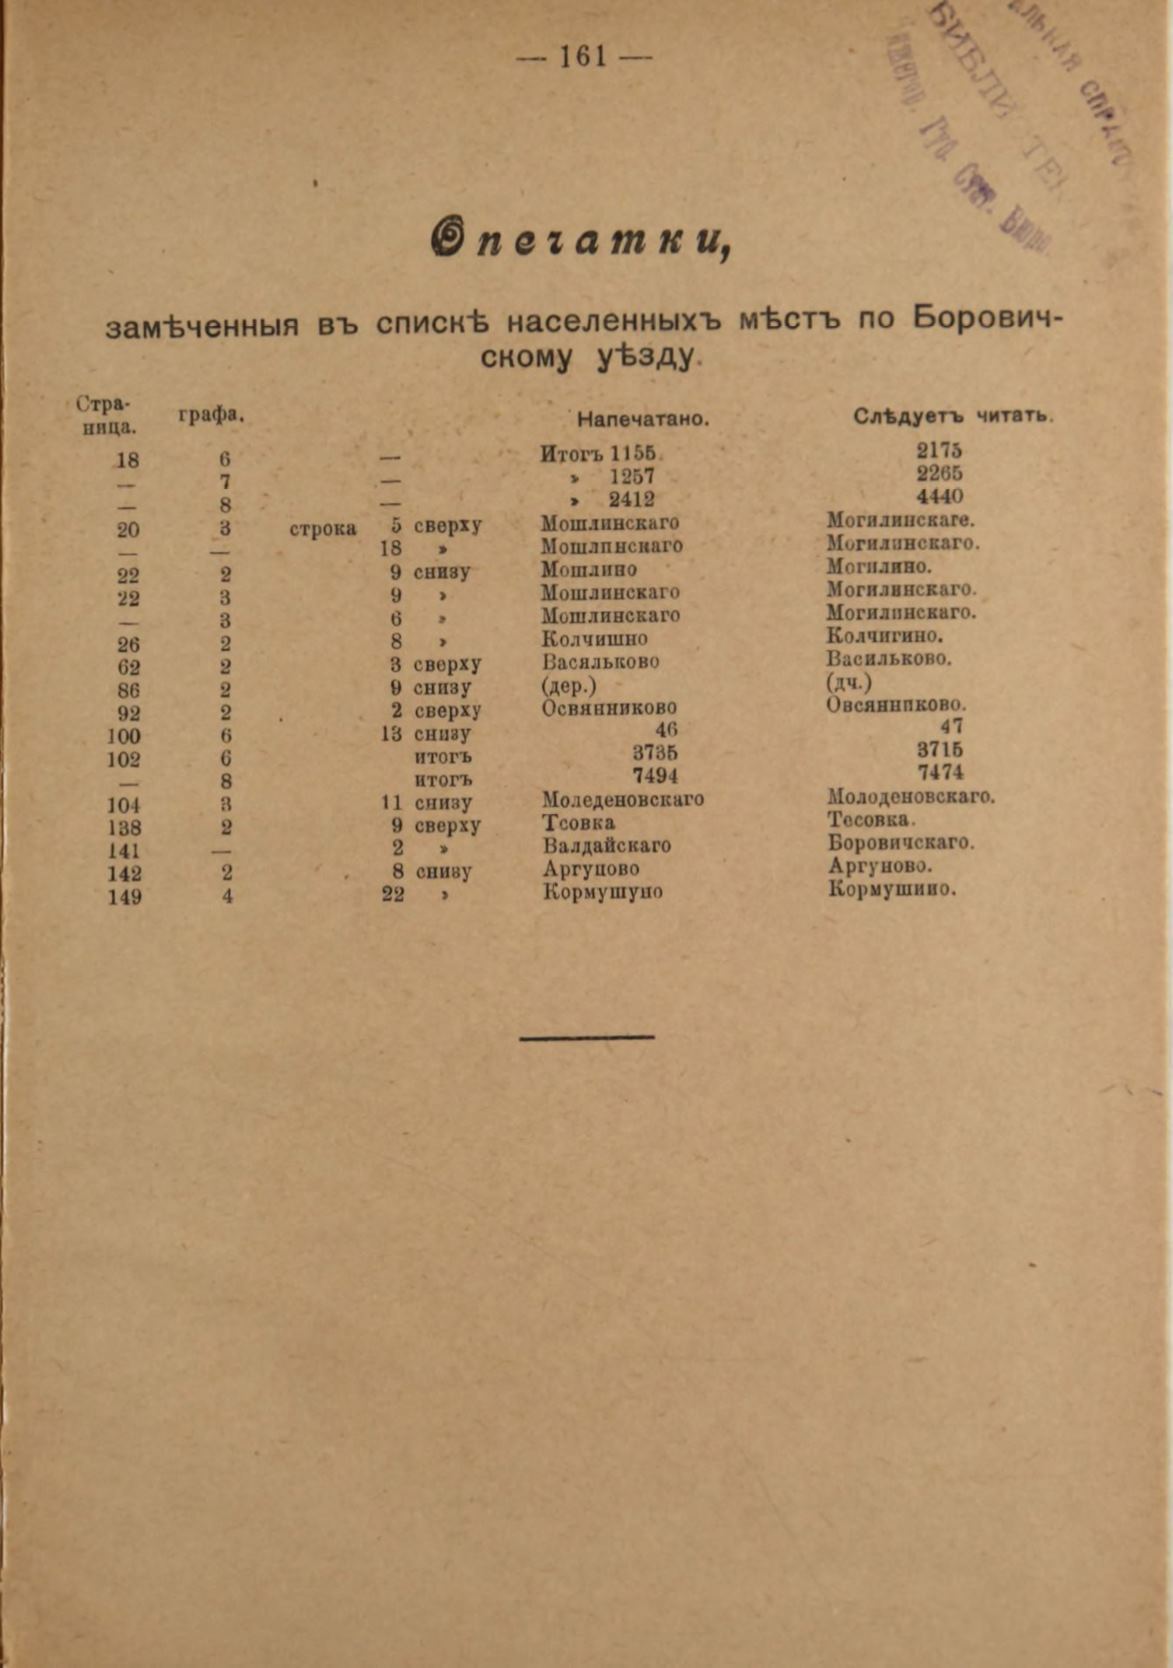 — 161 —
БИБЛИОТЕ
Губ. Стат. Бюро
Опечатки,
замѣченныя въ спискѣ населенныхъ мѣстъ по Борович-
скому уѣзду.
Стра-
ница. графа. Напечатано. Слѣдуетъ читать.
18 6 — Итогъ 1155. 2175
— 7 — » 1257 2265
— 8 — » 2412 4440
20 3 строка 5 сверху Мошлинскаго Могилинскаге.
— — 18 » Мошлинскаго Могилинскаго.
22 2 9 снизу Мошлино Могилино.
22 3 9 » Мошлинскаго Могилинскаго.
— 3 6 » Мошлинскаго Могилинскаго.
26 2 8 » Колчишно Колчигино.
62 2 3 сверху Васяльково Васильково.
86 2 9 снизу (дер.) (дч.)
92 2 2 сверху Освянниково Овсянниково.
100 6 13 снизу 46 47
102 6 итогъ 3735 3715
— 8 итогъ 7494 7474
104 3 11 снизу Моледеновскаго Молоденовскаго.
138 2 9 сверху Тсовка Тесовка.
141 — 2 » Валдайскаго Боровичскаго.
142 2 8 снизу Аргуцово Аргуново.
149 4 22 » Кормушуно Кормушино.